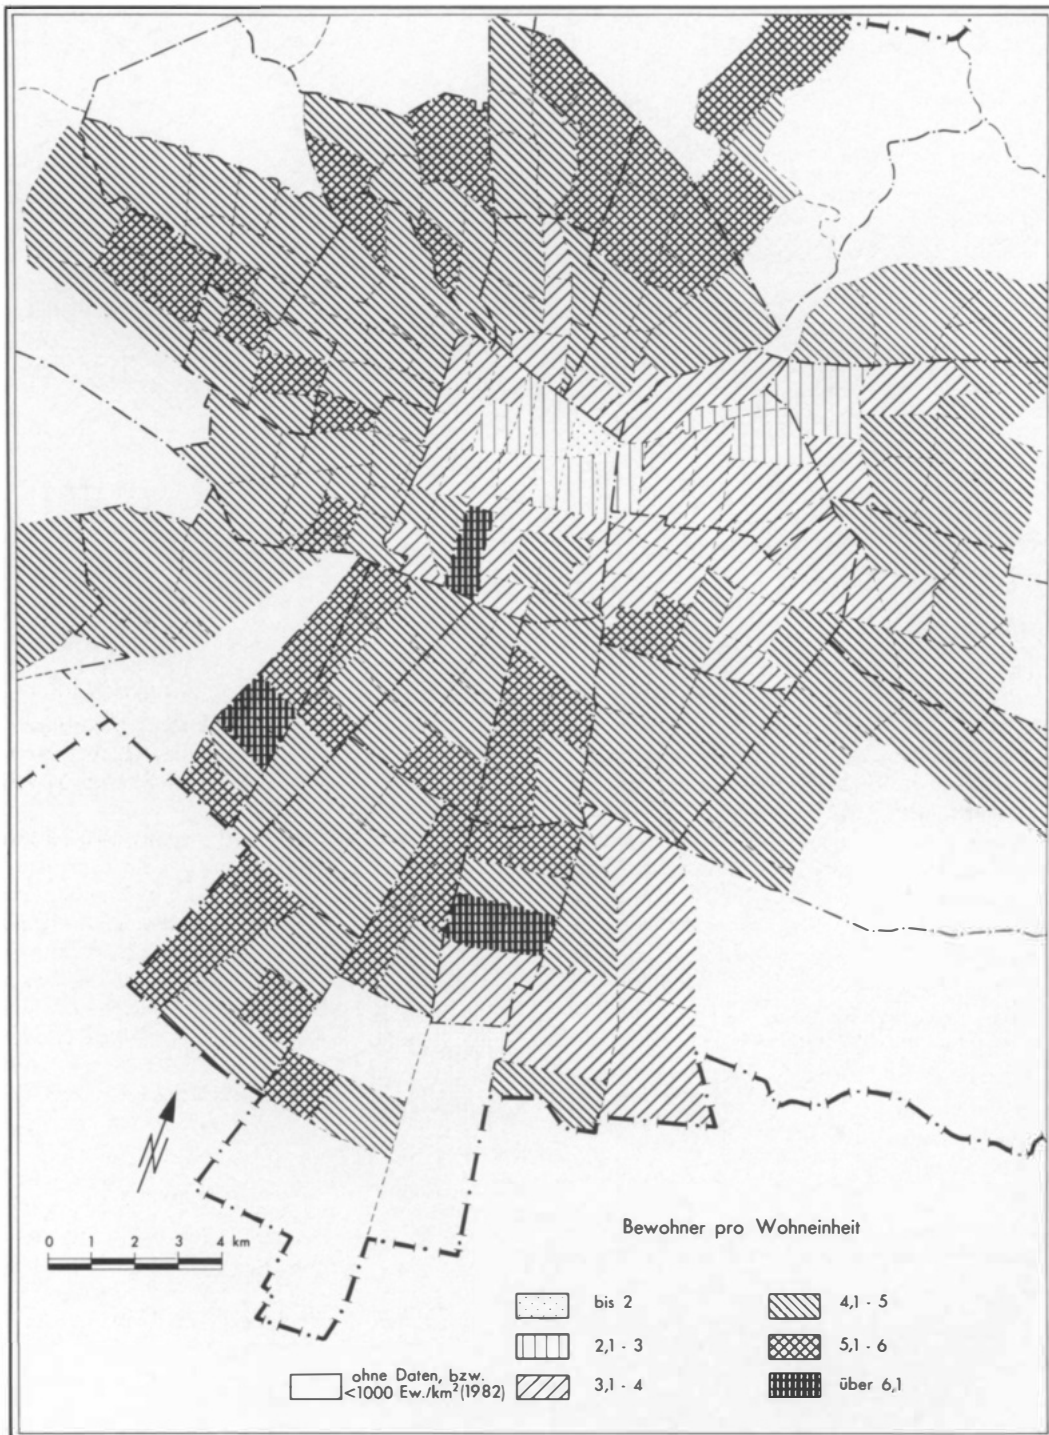 0 1 2 3 4 km
Bewohner pro Wohneinheit
bis 2
2,1 - 3
3,1 - 4
4,1 - 5
5,1 - 6
über 6,1
ohne Daten, bzw.
<1000 Ew./km²(1982)